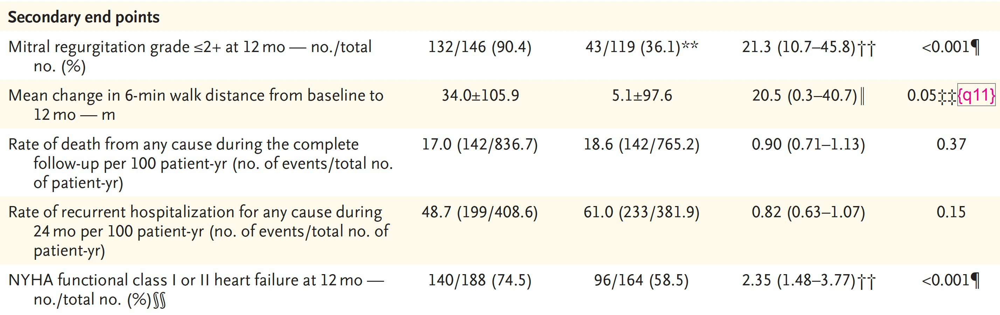 Secondary end points
Mitral regurgitation grade ≤2+ at 12 mo — no./total 132/146 (90.4) 43/119 (36.1)** 21.3 (10.7–45.8)†† <0.001¶
no. (%)
Mean change in 6-min walk distance from baseline to 34.0±105.9 5.1±97.6 20.5 (0.3–40.7)‖ 0.05‡‡{q11}
12 mo — m
Rate of death from any cause during the complete 17.0 (142/836.7) 18.6 (142/765.2) 0.90 (0.71–1.13) 0.37
follow-up per 100 patient-yr (no. of events/total no.
of patient-yr)
Rate of recurrent hospitalization for any cause during 48.7 (199/408.6) 61.0 (233/381.9) 0.82 (0.63–1.07) 0.15
24 mo per 100 patient-yr (no. of events/total no. of
patient-yr)
NYHA functional class I or II heart failure at 12 mo — 140/188 (74.5) 96/164 (58.5) 2.35 (1.48–3.77)†† <0.001¶
no./total no. (%)§§